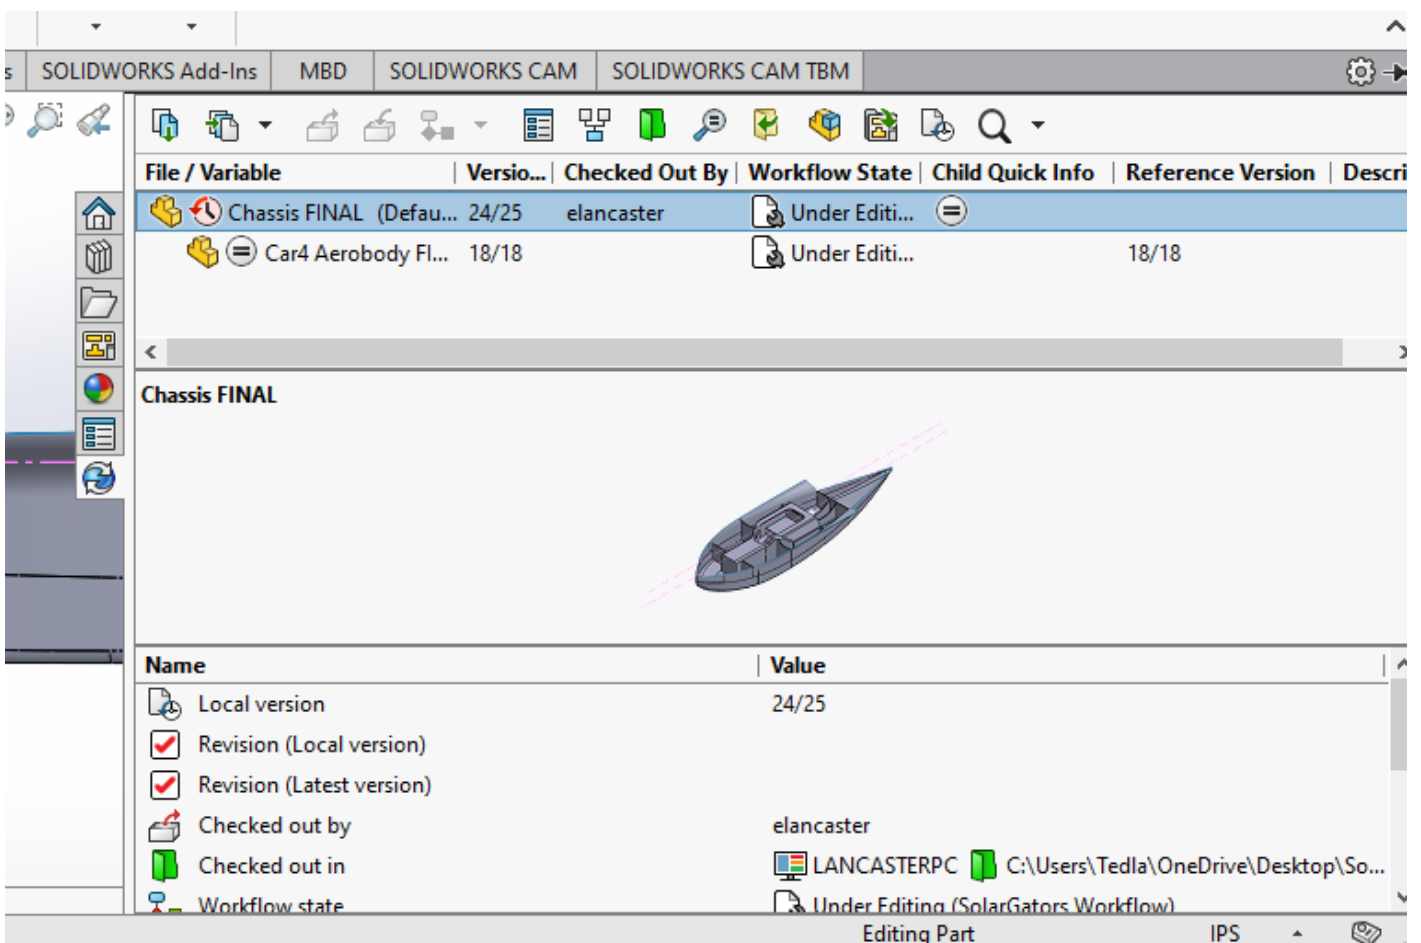 s SOLIDWORKS Add-Ins MBD SOLIDWORKS CAM SOLIDWORKS CAM TBM
File / Variable Versio... Checked Out By Workflow State Child Quick Info Reference Version Descri
Chassis FINAL (Defau... 24/25 elancaster Under Editi...
Car4 Aerobody Fl... 18/18 Under Editi... 18/18
Chassis FINAL
Name Value
Local version 24/25
Revision (Local version)
Revision (Latest version)
Checked out by elancaster
Checked out in LANCASTERPC C:\Users\Tedla\OneDrive\Desktop\So...
Workflow state Under Editing (SolarGators Workflow)
Editing Part IPS